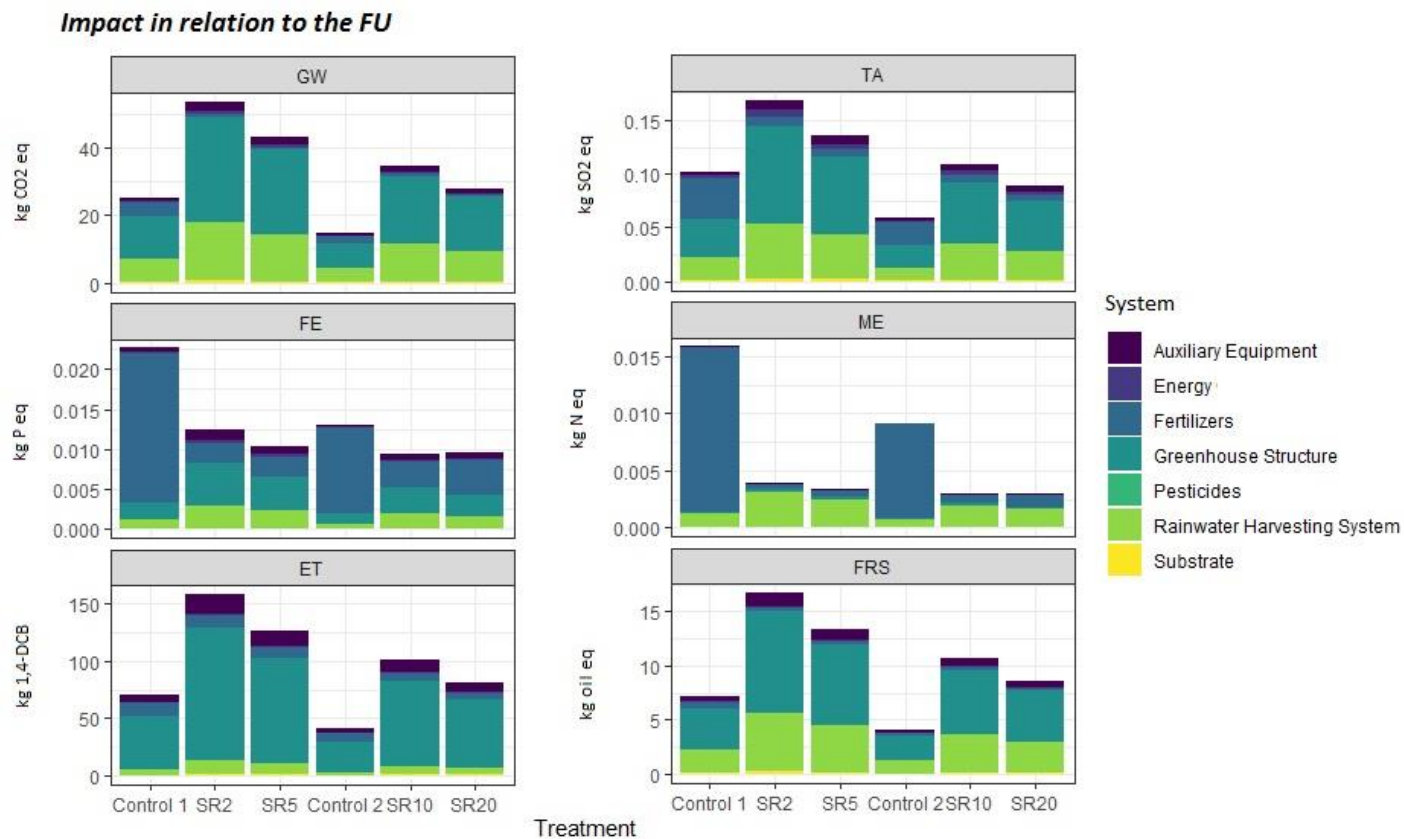 Impact in relation to the FU
GW
kg CO2 eq
40
20
0
TA
kg SO2 eq
0.15
0.10
0.05
0.00
FE
kg P eq
0.020
0.015
0.010
0.005
0.000
ME
kg N eq
0.015
0.010
0.005
0.000
ET
kg 1,4-DCB
150
100
50
0
FRS
kg oil eq
15
10
5
0
Control 1 SR2 SR5 Control 2 SR10 SR20
Control 1 SR2 SR5 Control 2 SR10 SR20
Treatment
System
Auxiliary Equipment
Energy
Fertilizers
Greenhouse Structure
Pesticides
Rainwater Harvesting System
Substrate